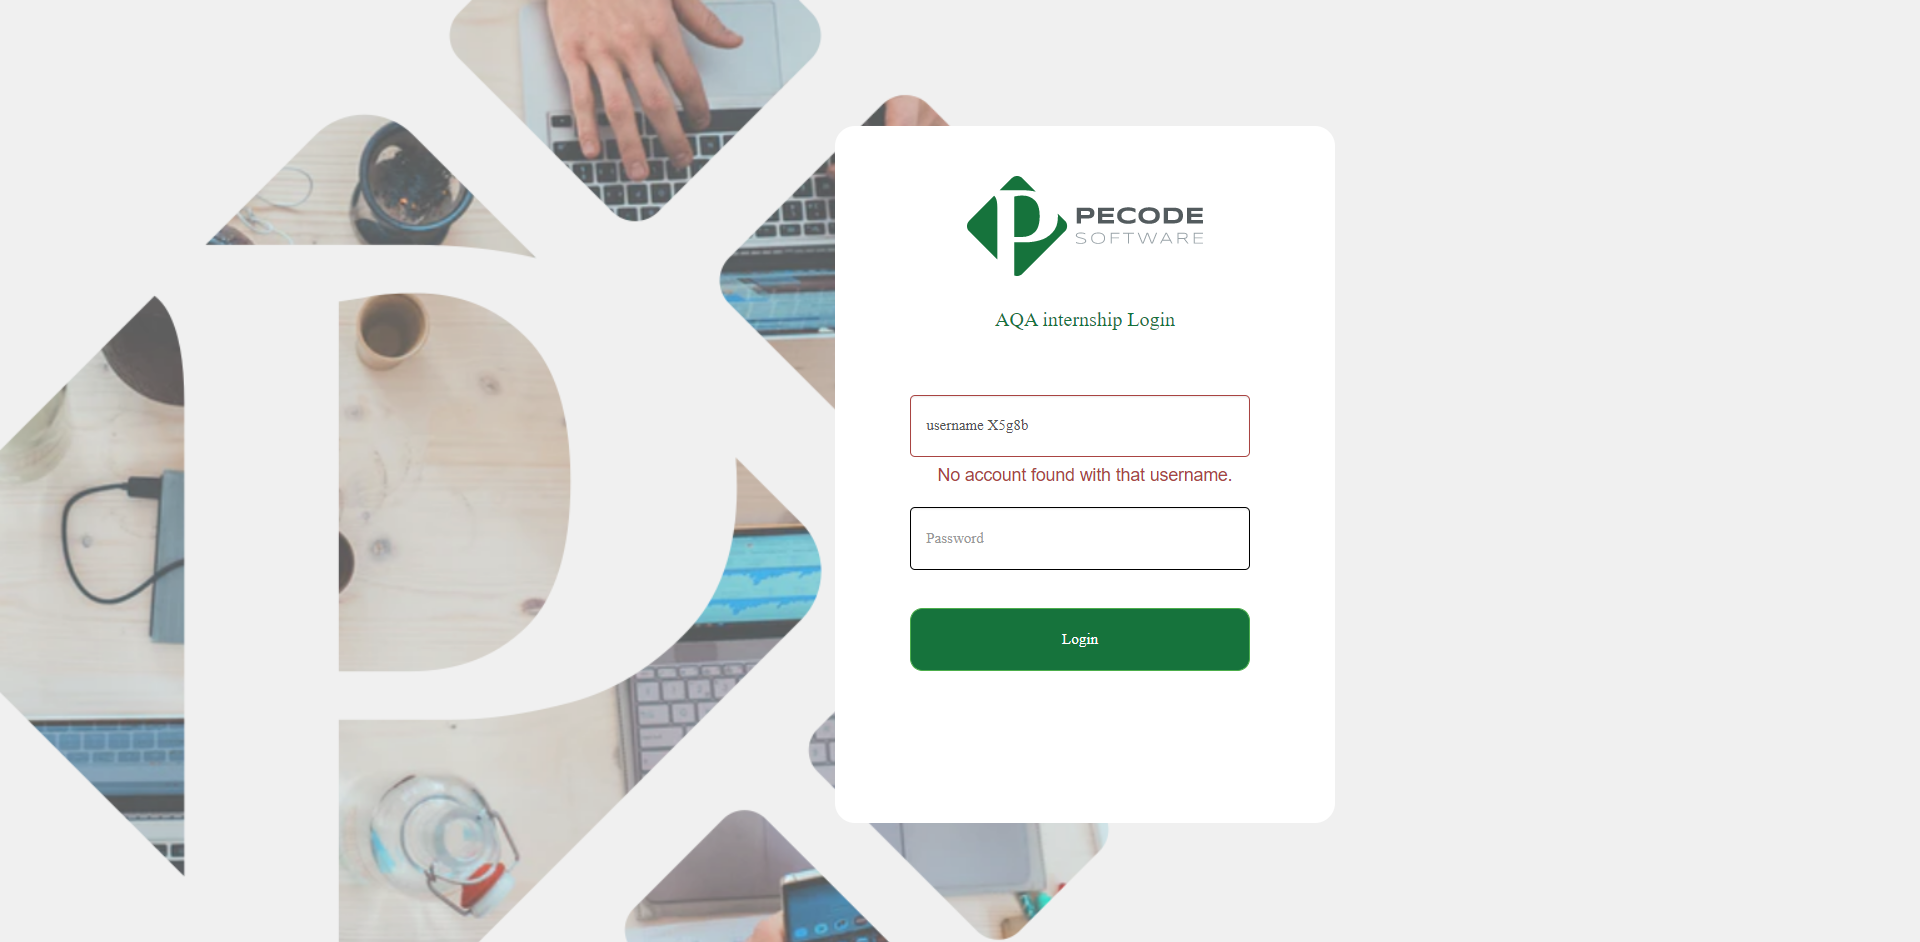 PECODE
SOFTWARE
AQA internship Login
username X5g8b
No account found with that username.
Password
Login